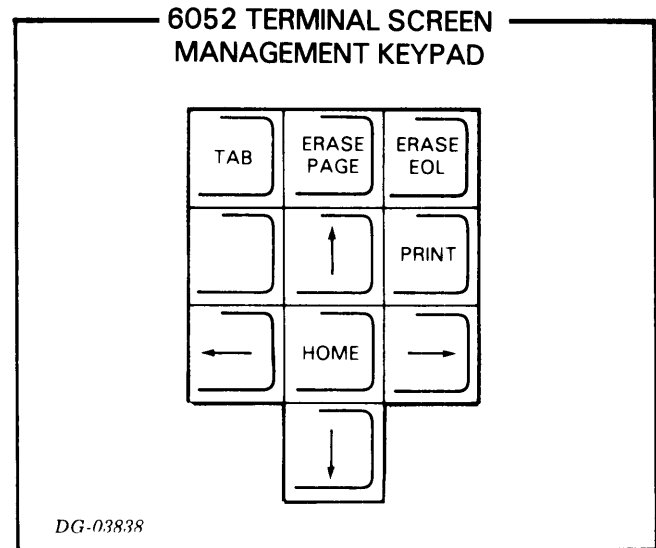 6052 TERMINAL SCREEN
MANAGEMENT KEYPAD
TAB
ERASE
PAGE
ERASE
EOL
PRINT
HOME
DG-03838